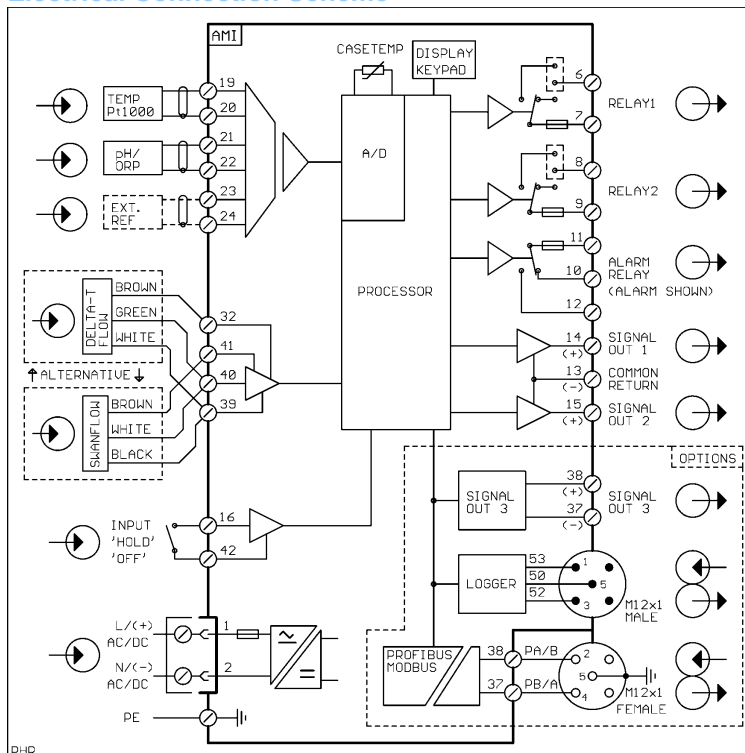 AMI
CASETEMP
DISPLAY
KEYPAD
TEMP
Pt1000
19
20
pH/
ORP
21
22
EXT.
REF
23
24
A/D
PROCESSOR
6
RELAY1
7
8
RELAY2
9
11
10
ALARM
RELAY
(ALARM SHOWN)
12
DELTA-T
FLOW
BROWN
GREEN
WHITE
32
41
40
39
ALTERNATIVE
SWANFLOW
BROWN
WHITE
BLACK
14
(+)
SIGNAL
OUT 1
13
(-)
COMMON
RETURN
15
(+)
SIGNAL
OUT 2
OPTIONS
INPUT
'HOLD'
'OFF'
16
42
SIGNAL
OUT 3
38
(+)
37
(-)
SIGNAL
OUT 3
LOGGER
53
50
52
1
5
3
M12x1
MALE
L/(+)
AC/DC
1
N/(-)
AC/DC
2
PE
PROFIBUS
MODBUS
38
PA/B
37
PB/A
2
5
4
M12x1
FEMALE